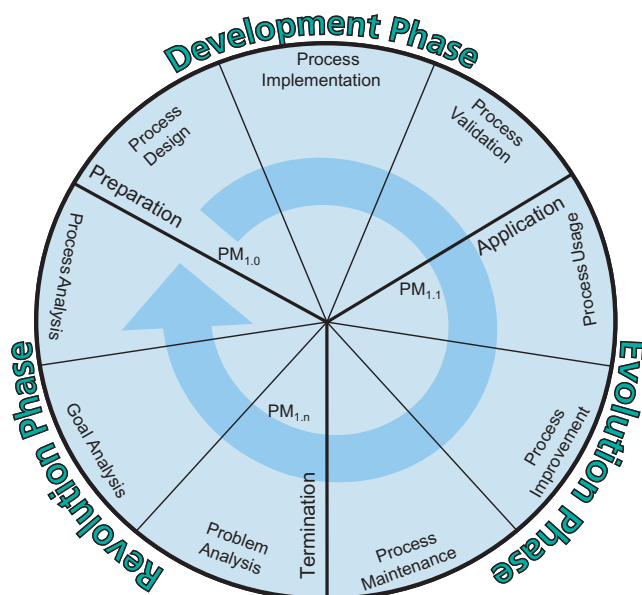 Development Phase
Process
Implementation
Process
Design
Process
Validation
Preparation
Application
Process Analysis
PM1.0
PM1.1
Process Usage
Revolution Phase
Evolution Phase
Goal Analysis
PM1.n
Process
Improvement
Problem
Analysis
Termination
Process
Maintenance